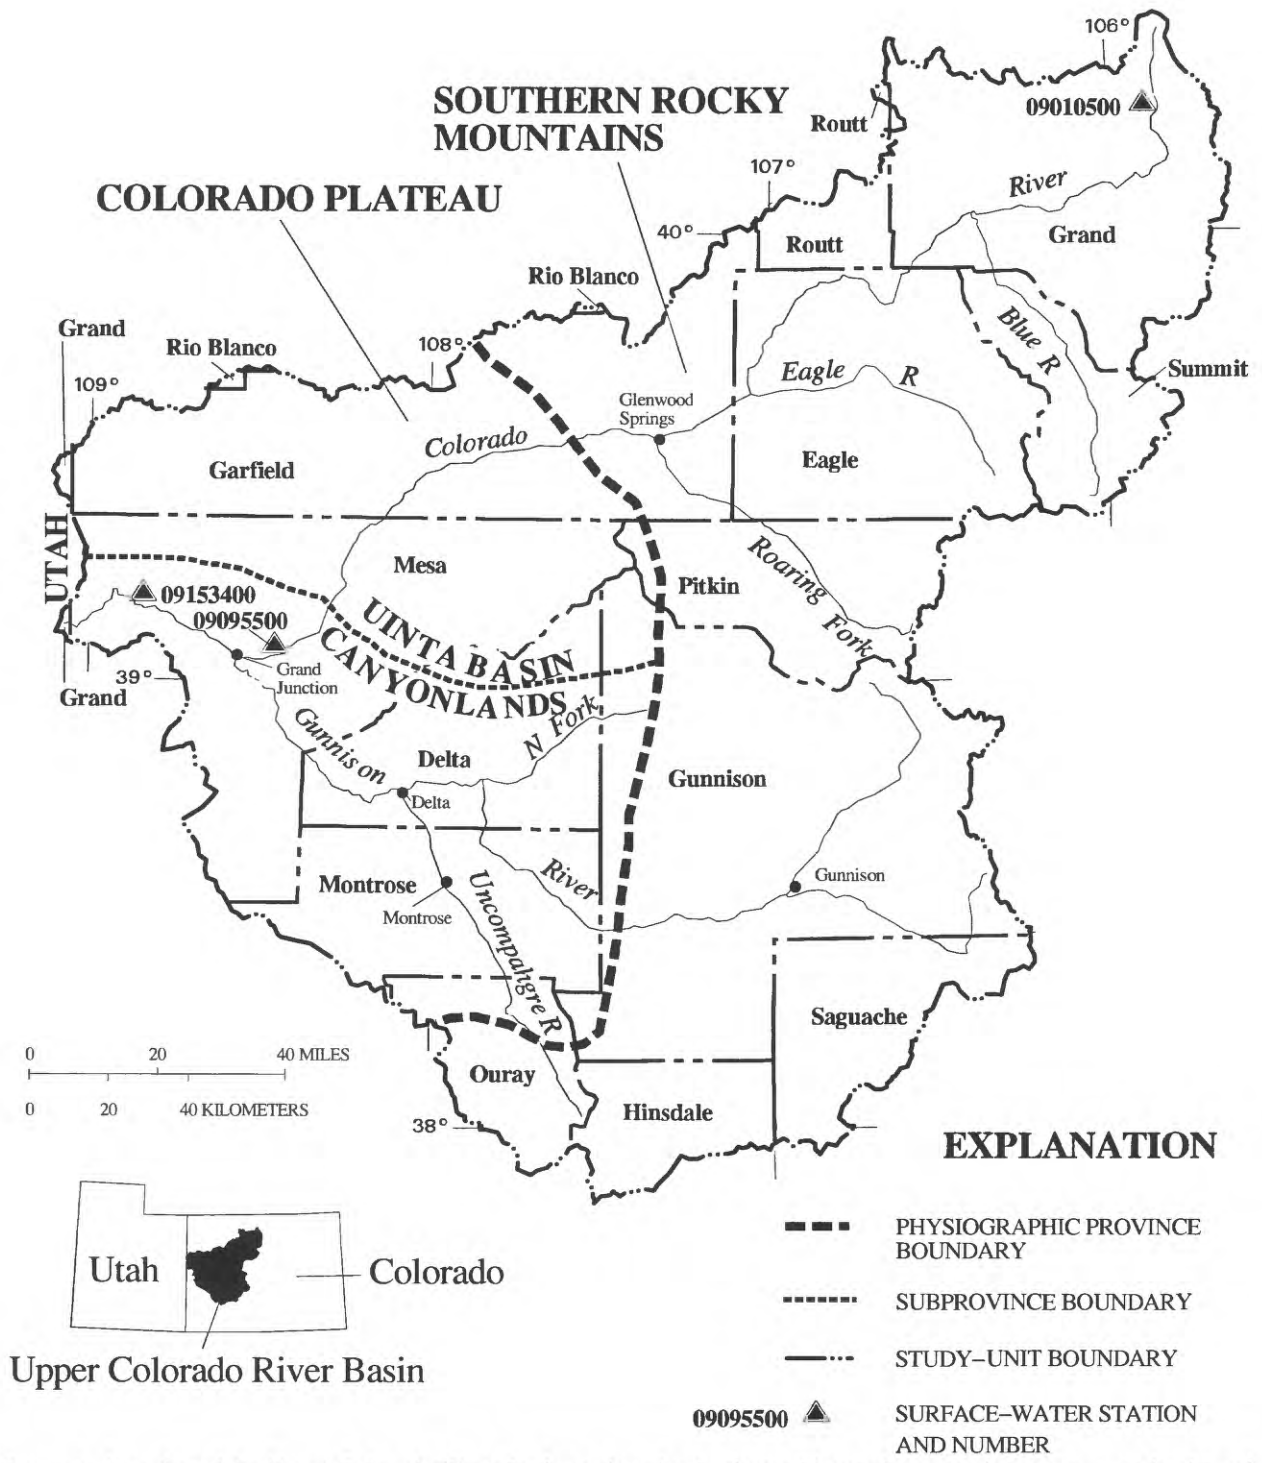 106°
SOUTHERN ROCKY
MOUNTAINS
09010500
Routt
107°
River
COLORADO PLATEAU
40°
Routt
Grand
Rio Blanco
Grand
Rio Blanco
108°
Blue R
109°
Eagle R
Summit
Glenwood
Springs
Colorado
Garfield
Eagle
UTAH
Mesa
Roaring Fork
Pitkin
09153400
09095500
UINTA BASIN
CANYONLANDS
Grand
Junction
39°
Grand
Gunnison
N Fork
Delta
Gunnison
Delta
Gunnison
Montrose
River
Montrose
Uncompahgre R
Saguache
0 20 40 MILES
Ouray
0 20 40 KILOMETERS
Hinsdale
38°
EXPLANATION
PHYSIOGRAPHIC PROVINCE
BOUNDARY
Utah
Colorado
SUBPROVINCE BOUNDARY
Upper Colorado River Basin
STUDY–UNIT BOUNDARY
09095500
SURFACE–WATER STATION
AND NUMBER